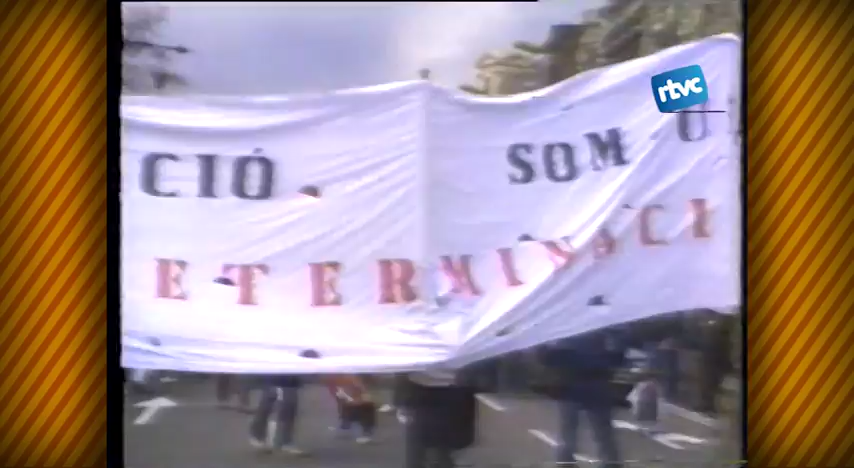 rtvc
CIÓ SOM U
ETERMINACI